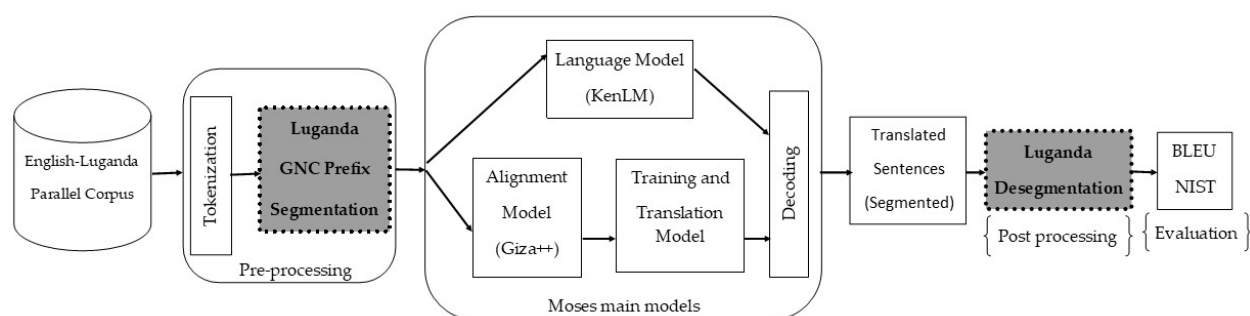 English-Luganda
Parallel Corpus
Tokenization
Luganda
GNC Prefix
Segmentation
Pre-processing
Language Model
(KenLM)
Alignment
Model
(Giza++)
Training and
Translation
Model
Decoding
Moses main models
Translated
Sentences
(Segmented)
Luganda
Desegmentation
{Post processing}
BLEU
NIST
{Evaluation}